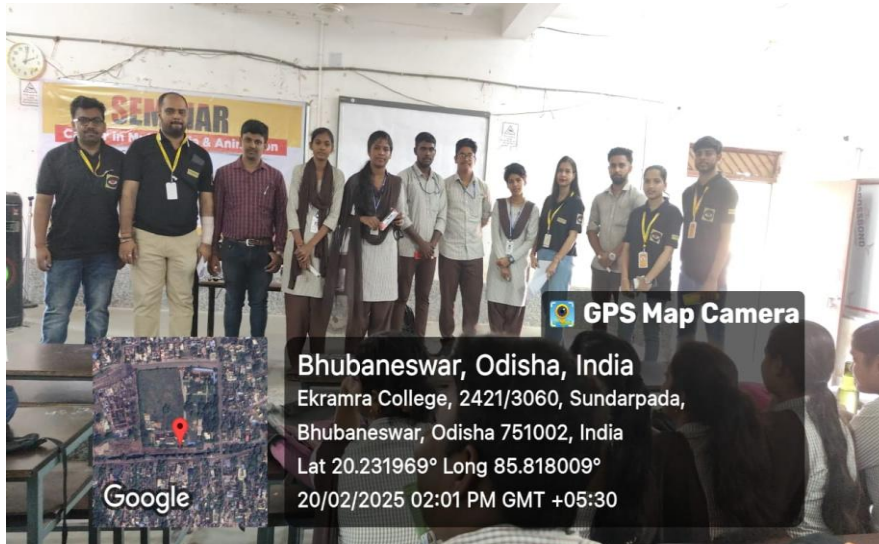 SEMINAR
& Animation
GPS Map Camera
Bhubaneswar, Odisha, India
Ekramra College, 2421/3060, Sundarpada,
Bhubaneswar, Odisha 751002, India
Lat 20.231969° Long 85.818009°
20/02/2025 02:01 PM GMT +05:30
Google